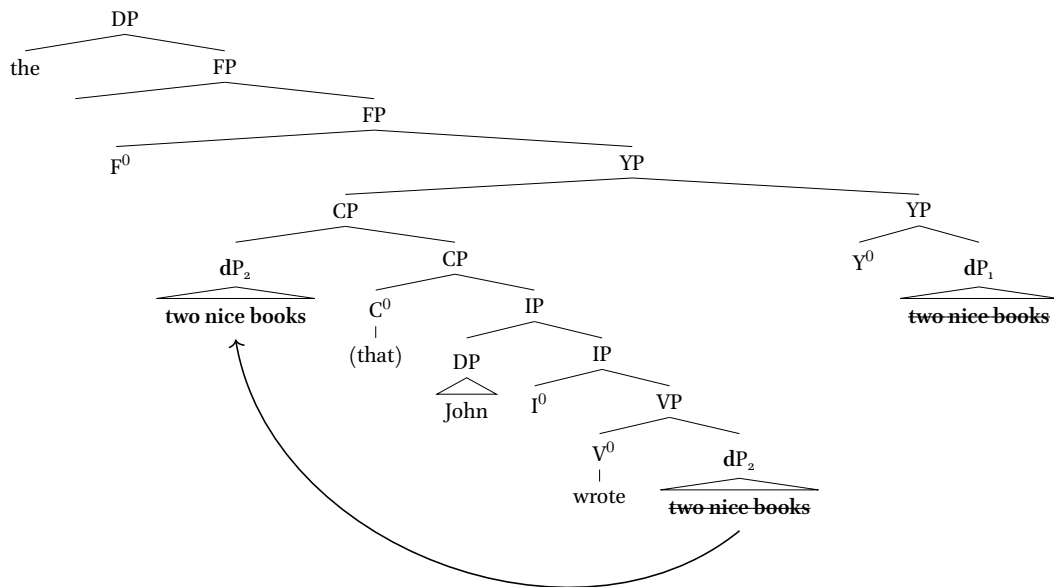 DP
the FP
FP
F⁰ YP
CP YP
dP₂ CP Y⁰ dP₁
two nice books C⁰ IP two nice books
(that) DP IP
John I⁰ VP
V⁰ dP₂
wrote two nice books